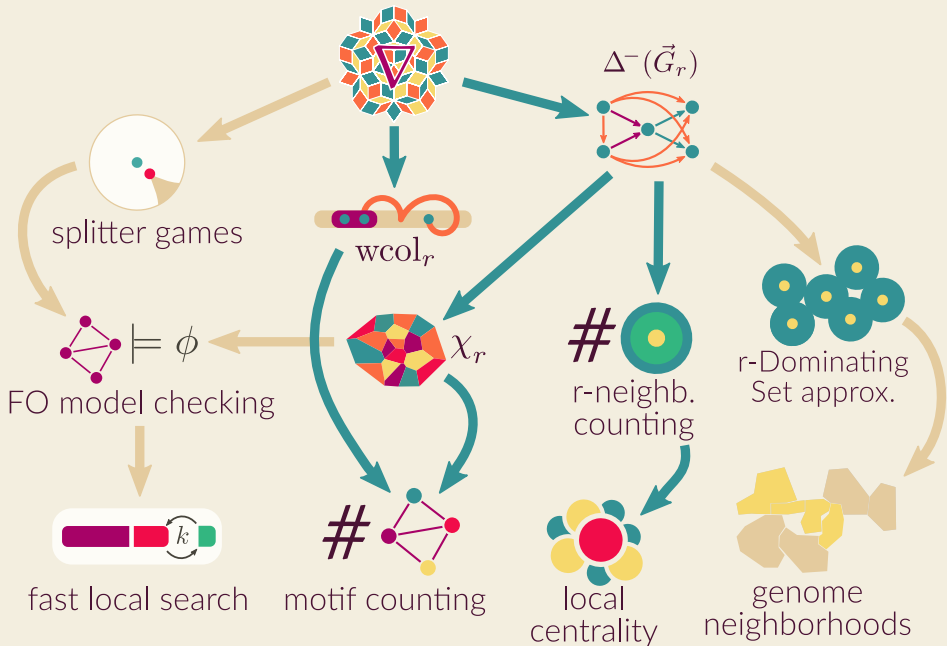 ∇
Δ⁻(G⃗ᵣ)
splitter games
wcolᵣ
# 
⊨ ϕ
χᵣ
FO model checking
r-neighb.
counting
r-Dominating
Set approx.
k
#
fast local search
motif counting
local
centrality
genome
neighborhoods